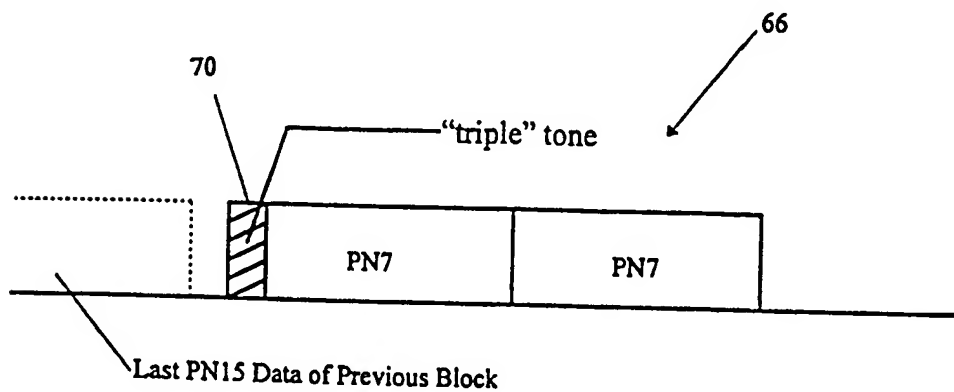 66
70
"triple" tone
PN7
PN7
Last PN15 Data of Previous Block